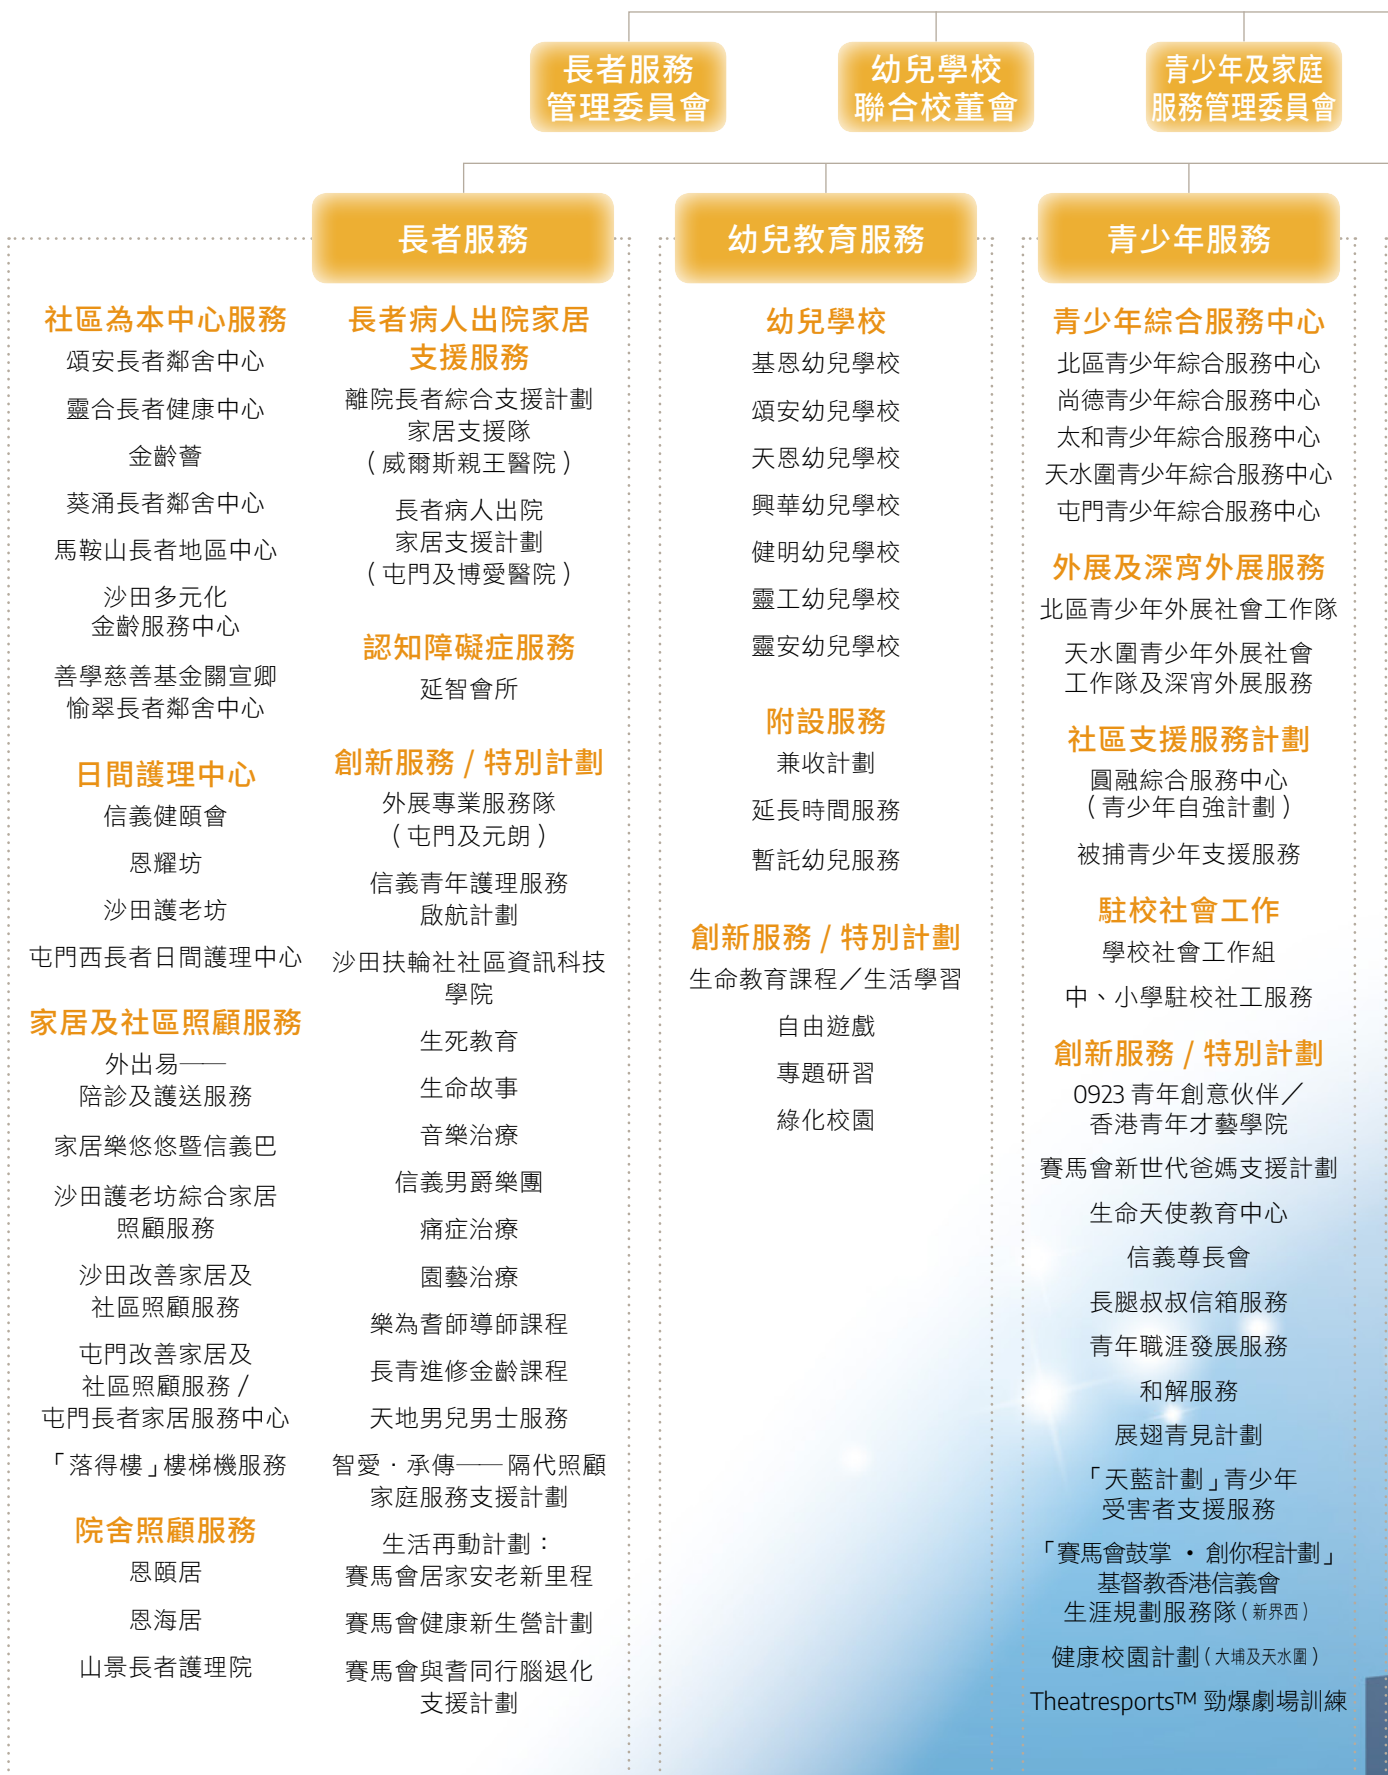 長者服務
管理委員會
幼兒學校
聯合校董會
青少年及家庭
服務管理委員會
長者服務
社區為本中心服務
頌安長者鄰舍中心
靈合長者健康中心
金齡薈
葵涌長者鄰舍中心
馬鞍山長者地區中心
沙田多元化
金齡服務中心
善學慈善基金關宣卿
愉翠長者鄰舍中心
日間護理中心
信義健頤會
恩耀坊
沙田護老坊
屯門西長者日間護理中心
家居及社區照顧服務
外出易——
陪診及護送服務
家居樂悠悠暨信義巴
沙田護老坊綜合家居
照顧服務
沙田改善家居及
社區照顧服務
屯門改善家居及
社區照顧服務 /
屯門長者家居服務中心
「落得樓」樓梯機服務
院舍照顧服務
恩頤居
恩海居
山景長者護理院
長者病人出院家居
支援服務
離院長者綜合支援計劃
家居支援隊
（威爾斯親王醫院）
長者病人出院
家居支援計劃
（屯門及博愛醫院）
認知障礙症服務
延智會所
創新服務 / 特別計劃
外展專業服務隊
（屯門及元朗）
信義青年護理服務
啟航計劃
沙田扶輪社社區資訊科技
學院
生死教育
生命故事
音樂治療
信義男爵樂團
痛症治療
園藝治療
樂為耆師導師課程
長青進修金齡課程
天地男兒男士服務
智愛．承傳——隔代照顧
家庭服務支援計劃
生活再動計劃：
賽馬會居家安老新里程
賽馬會健康新生營計劃
賽馬會與耆同行腦退化
支援計劃
幼兒教育服務
幼兒學校
基恩幼兒學校
頌安幼兒學校
天恩幼兒學校
興華幼兒學校
健明幼兒學校
靈工幼兒學校
靈安幼兒學校
附設服務
兼收計劃
延長時間服務
暫託幼兒服務
創新服務 / 特別計劃
生命教育課程／生活學習
自由遊戲
專題研習
綠化校園
青少年服務
青少年綜合服務中心
北區青少年綜合服務中心
尚德青少年綜合服務中心
太和青少年綜合服務中心
天水圍青少年綜合服務中心
屯門青少年綜合服務中心
外展及深宵外展服務
北區青少年外展社會工作隊
天水圍青少年外展社會
工作隊及深宵外展服務
社區支援服務計劃
圓融綜合服務中心
（青少年自強計劃）
被捕青少年支援服務
駐校社會工作
學校社會工作組
中、小學駐校社工服務
創新服務 / 特別計劃
0923 青年創意伙伴／
香港青年才藝學院
賽馬會新世代爸媽支援計劃
生命天使教育中心
信義尊長會
長腿叔叔信箱服務
青年職涯發展服務
和解服務
展翅青見計劃
「天藍計劃」青少年
受害者支援服務
「賽馬會鼓掌 • 創你程計劃」
基督教香港信義會
生涯規劃服務隊（新界西）
健康校園計劃（大埔及天水圍）
Theatresports™ 勁爆劇場訓練